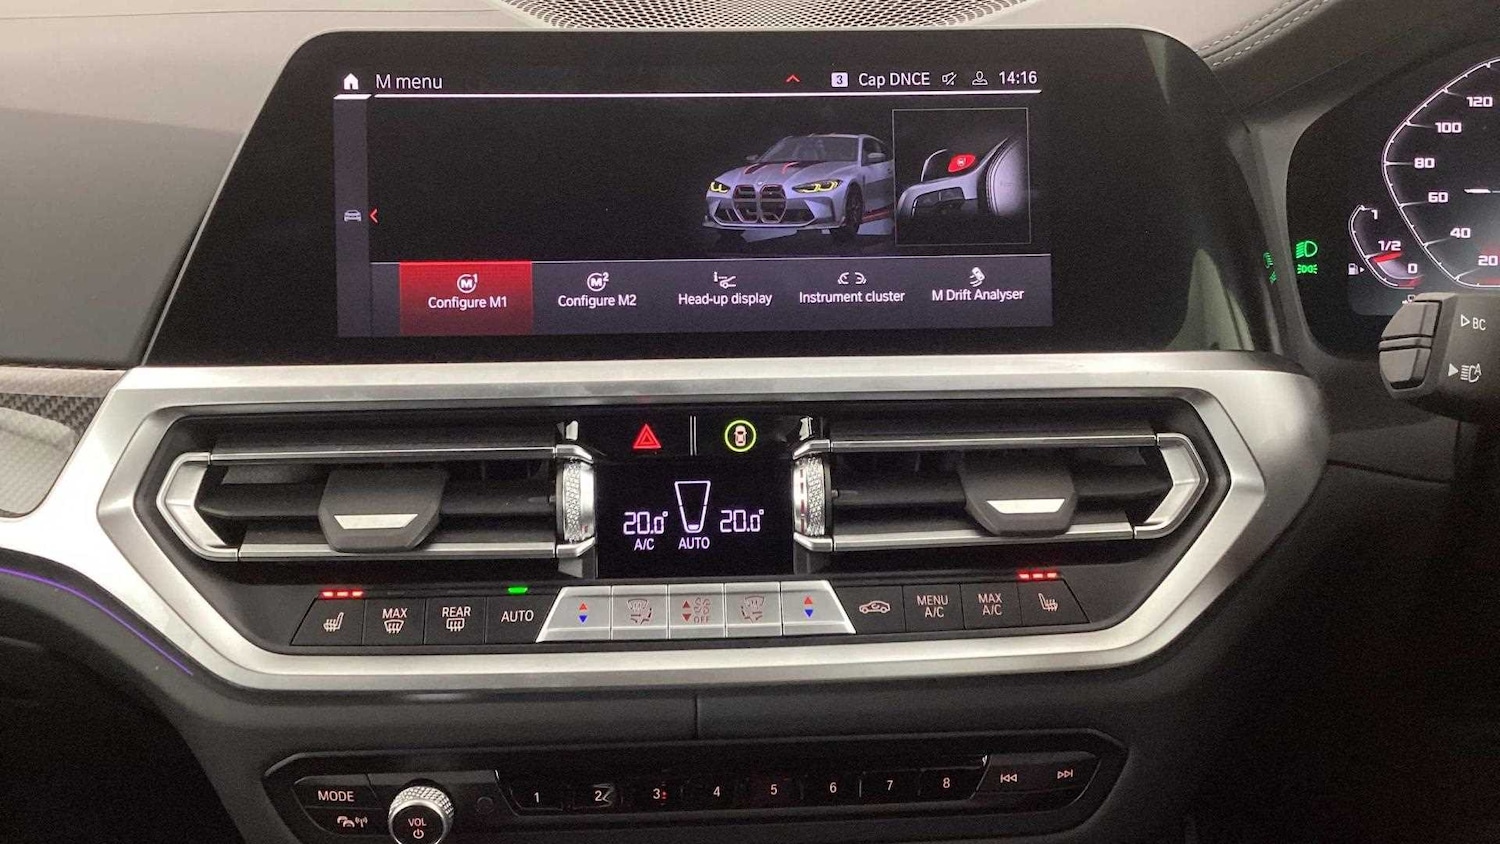 M menu
3 Cap DNCE 14:16
Configure M1
Configure M2
Head-up display
Instrument cluster
M Drift Analyser
120
100
80
60
40
20
1
1/2
0
BC
A
20.0°
20.0°
A/C
AUTO
MAX
REAR
AUTO
OFF
MENU
A/C
MAX
A/C
MODE
VOL
1 2 3 4 5 6 7 8